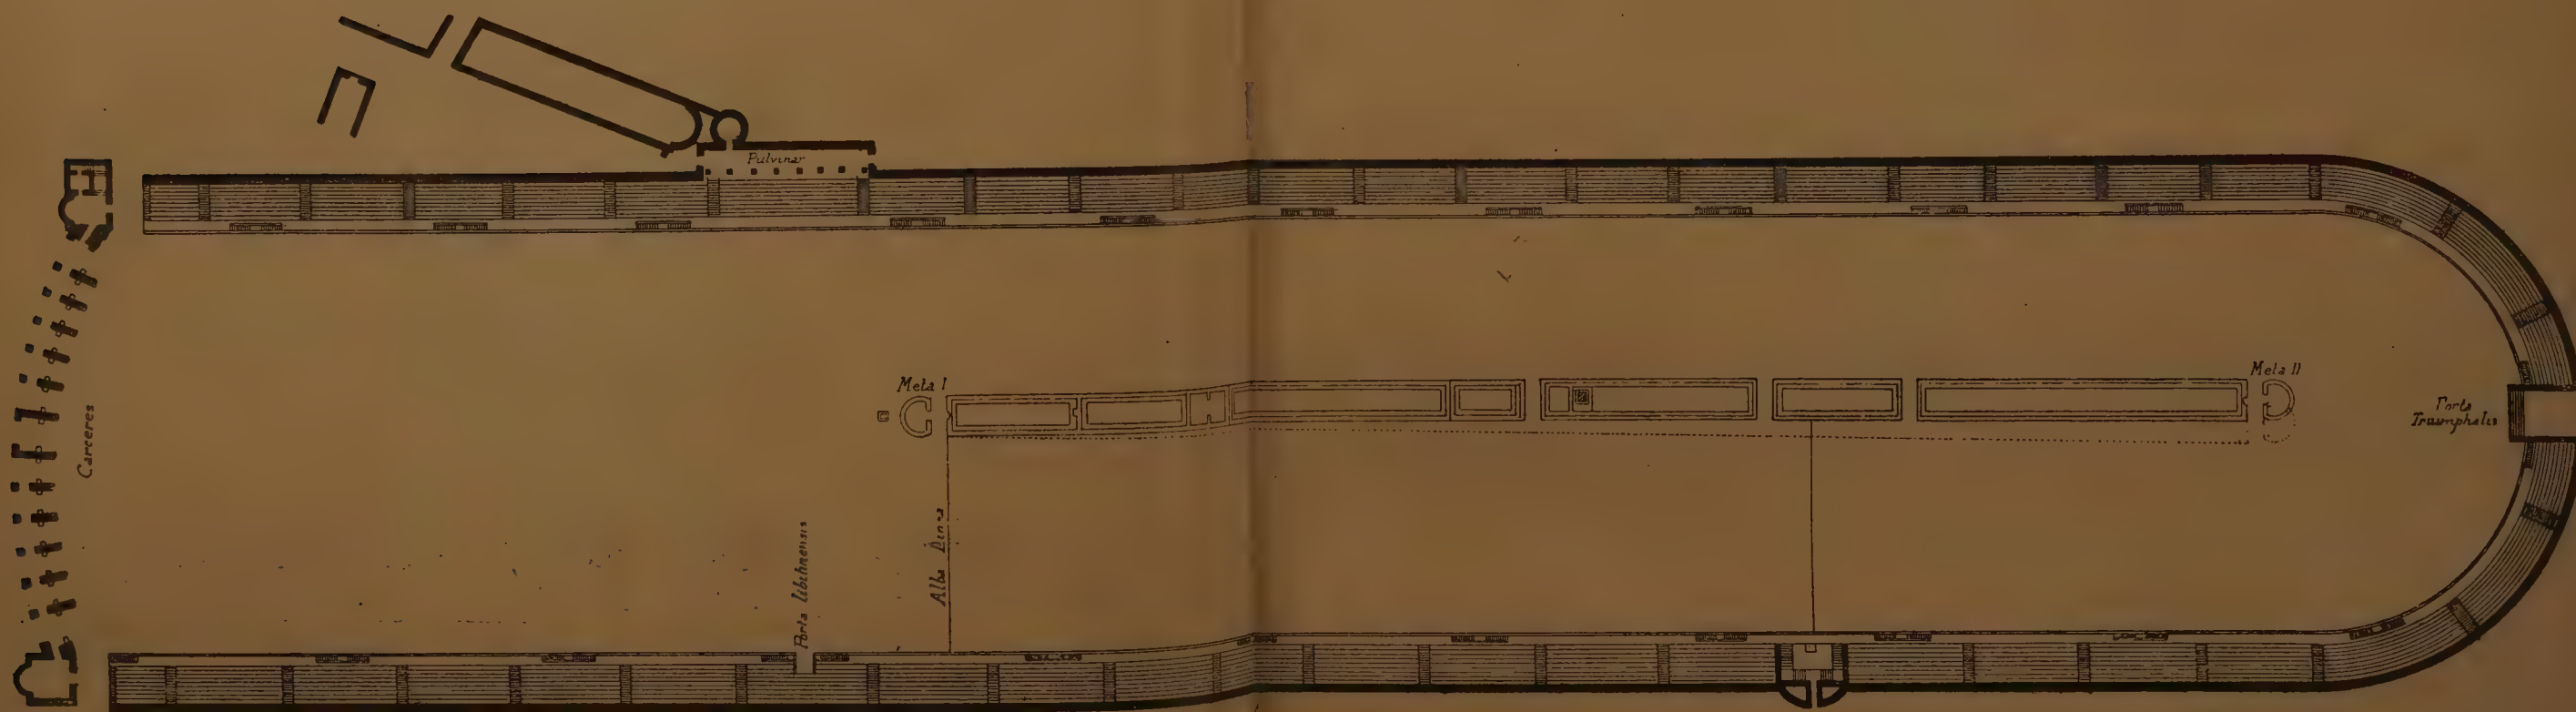 Pulvinar
Meta I
Meta II
Carceres
Porta
Triumphalis
Alba Linea
Porta libitinensis